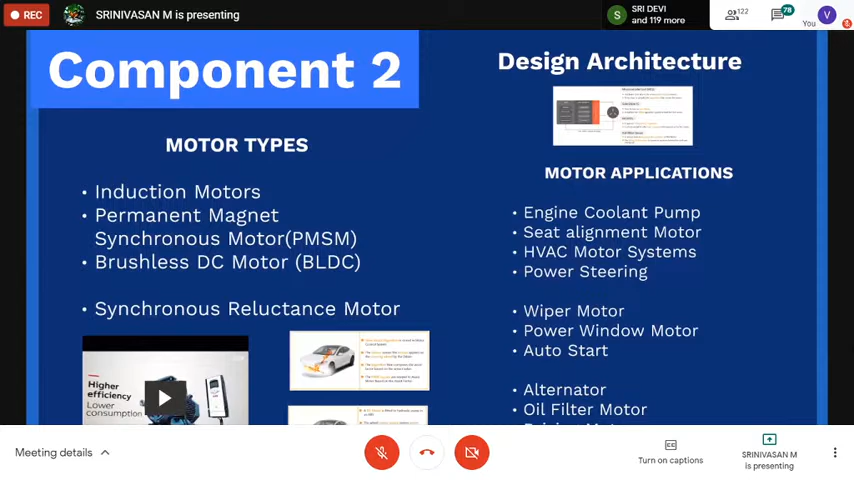 REC
SRINIVASAN M is presenting
S
SRI DEVI
and 119 more
122
78
V
You
Component 2
MOTOR TYPES
• Induction Motors
• Permanent Magnet
Synchronous Motor(PMSM)
• Brushless DC Motor (BLDC)
• Synchronous Reluctance Motor
Higher
efficiency
Lower
consumption
Design Architecture
MOTOR APPLICATIONS
• Engine Coolant Pump
• Seat alignment Motor
• HVAC Motor Systems
• Power Steering
• Wiper Motor
• Power Window Motor
• Auto Start
• Alternator
• Oil Filter Motor
Meeting details
Turn on captions
SRINIVASAN M
is presenting